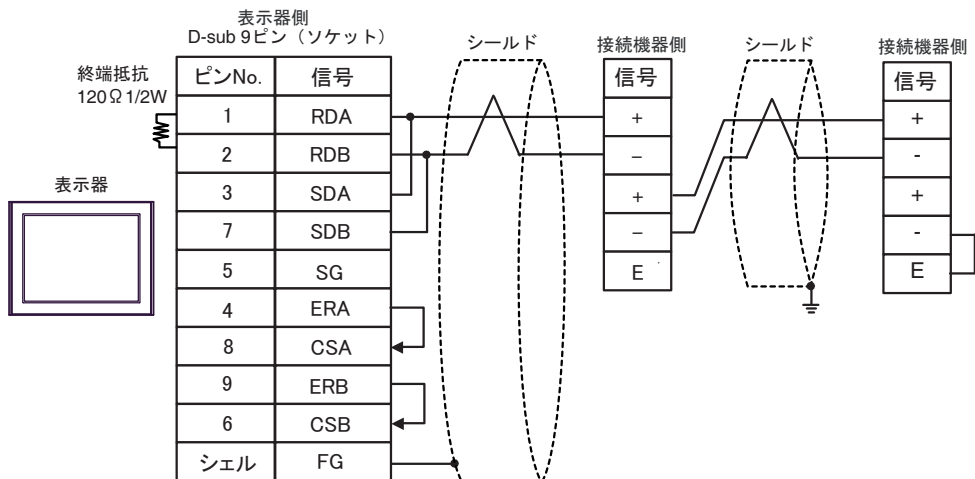 表示器側
D-sub 9ピン（ソケット）
シールド
接続機器側
シールド
接続機器側
終端抵抗
120Ω1/2W
ピンNo. 信号
1 RDA
2 RDB
3 SDA
7 SDB
5 SG
4 ERA
8 CSA
9 ERB
6 CSB
シェル FG
表示器
信号
+
−
+
−
E
信号
+
-
+
-
E